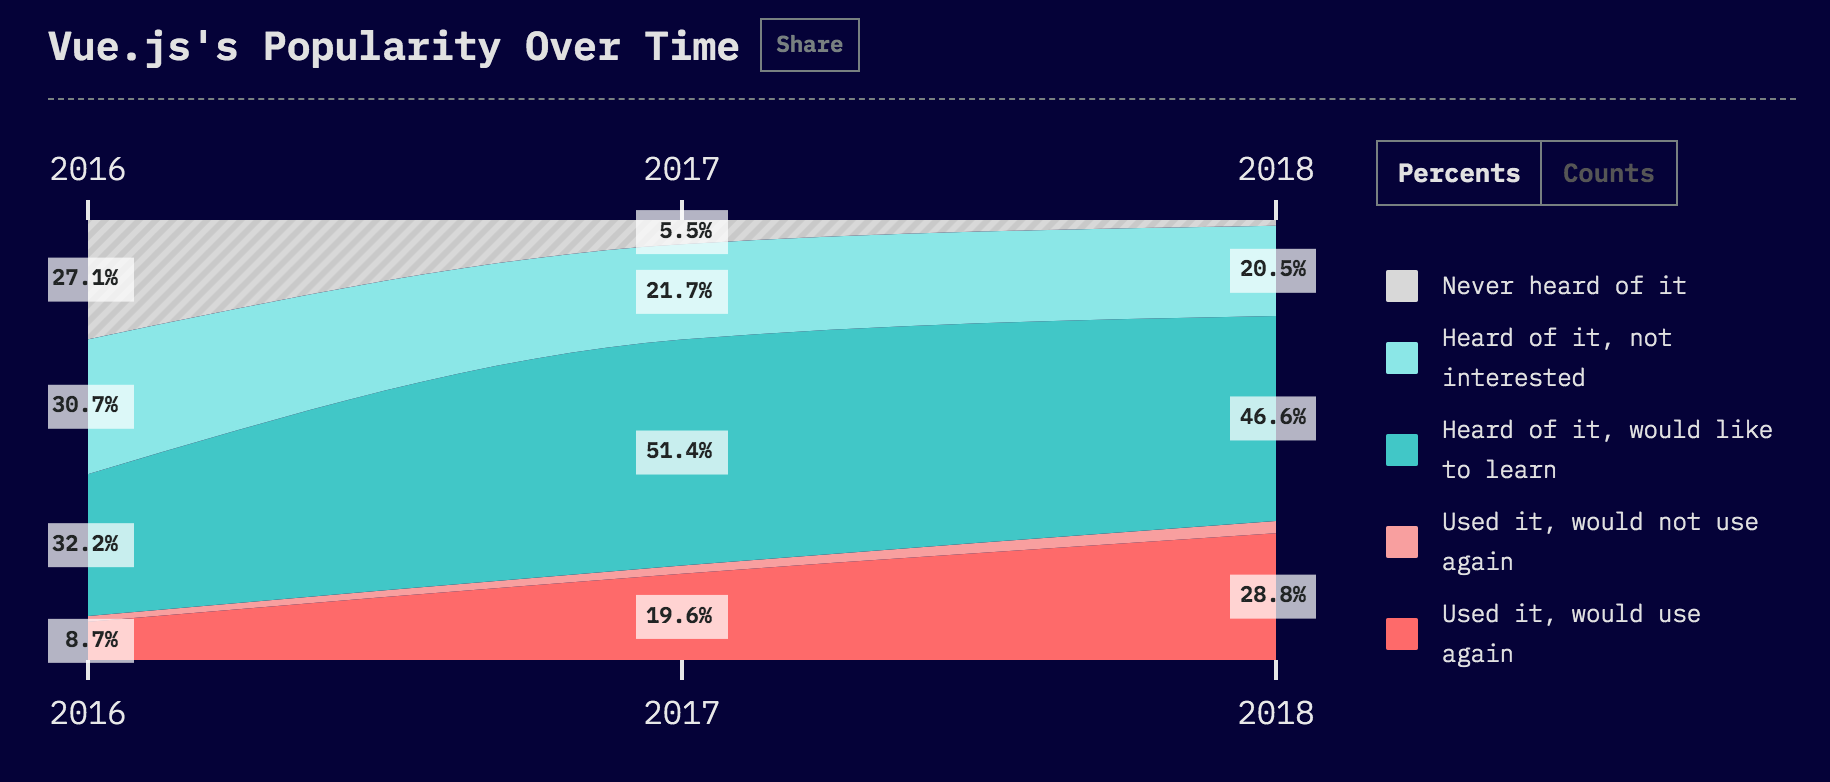 Vue.js's Popularity Over Time
Share
2016 2017 2018
Percents Counts
5.5%
27.1%
21.7%
20.5%
30.7%
51.4%
46.6%
32.2%
19.6%
28.8%
8.7%
2016 2017 2018
Never heard of it
Heard of it, not
interested
Heard of it, would like
to learn
Used it, would not use
again
Used it, would use
again